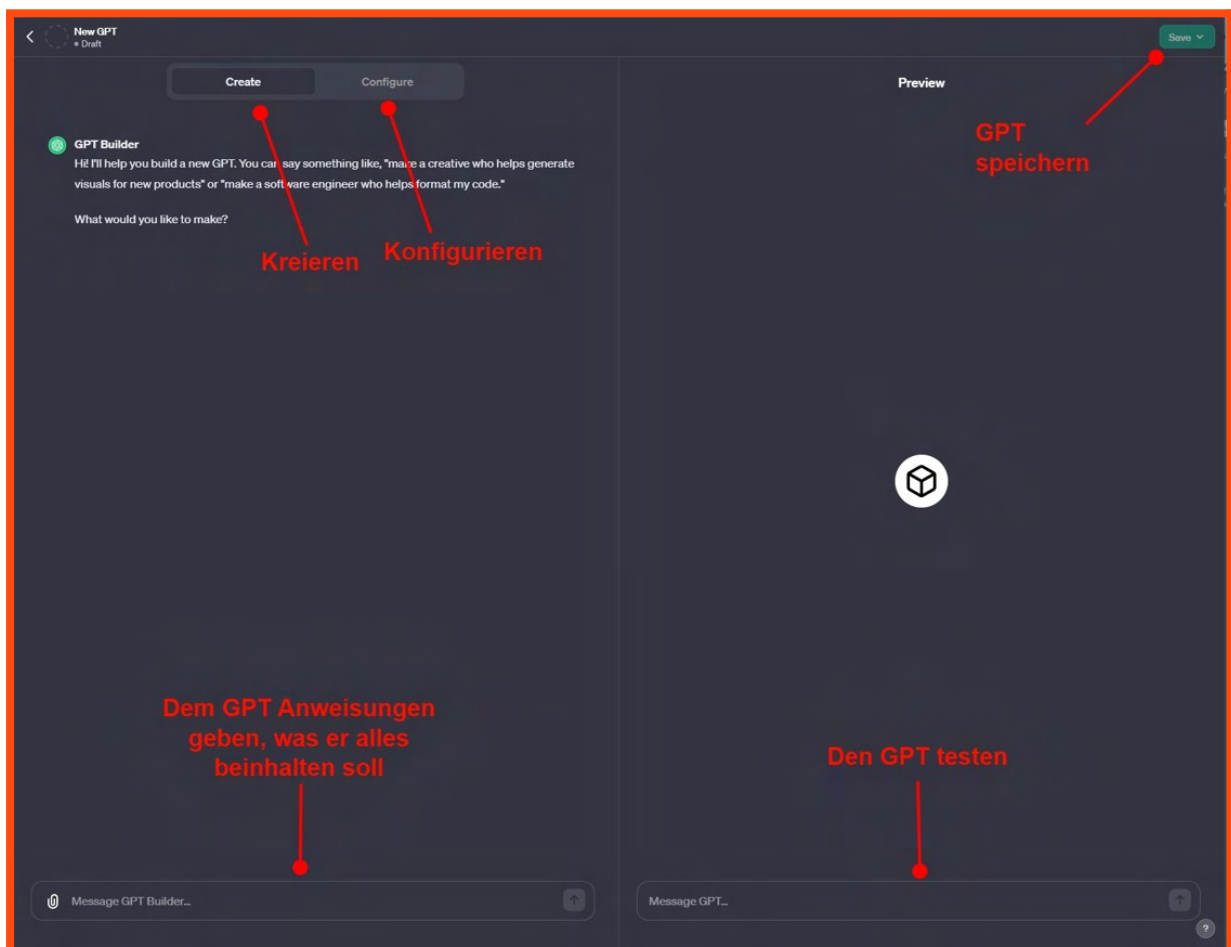 New GPT
Draft
Save
Create
Configure
Preview
GPT
speichern
GPT Builder
Hi! I'll help you build a new GPT. You can say something like, "make a creative who helps generate
visuals for new products" or "make a software engineer who helps format my code."
What would you like to make?
Kreieren
Konfigurieren
Dem GPT Anweisungen
geben, was er alles
beinhalten soll
Den GPT testen
Message GPT Builder…
Message GPT…
?